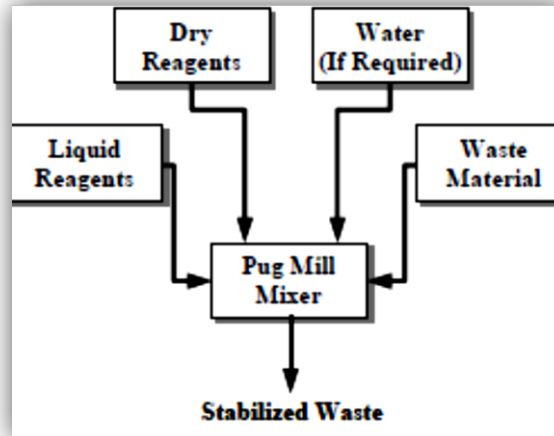 Dry
Reagents
Water
(If Required)
Liquid
Reagents
Waste
Material
Pug Mill
Mixer
Stabilized Waste